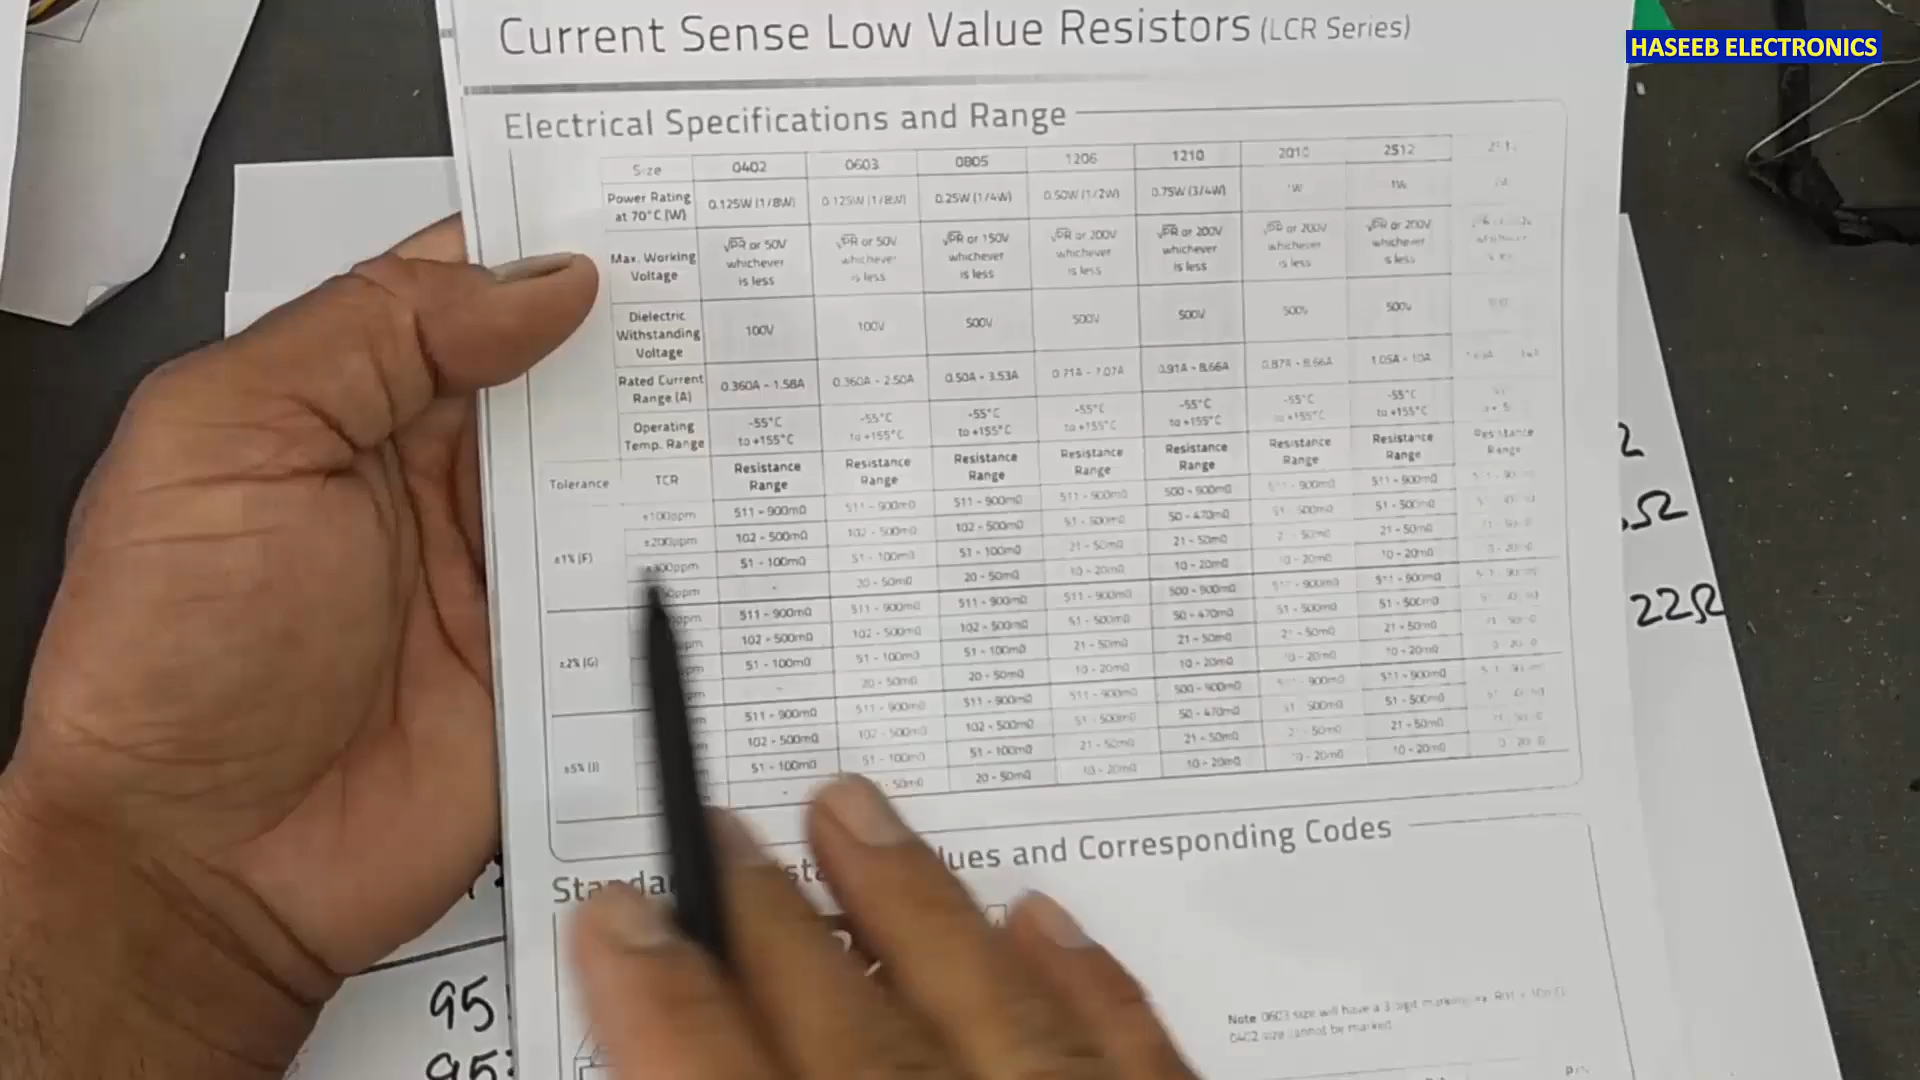 Current Sense Low Value Resistors (LCR Series)
HASEEB ELECTRONICS
Electrical Specifications and Range
Size 0402 0603 0805 1206 1210 2010 2512
Power Rating at 70°C (W) 0.125W (1/8W) 0.125W (1/8W) 0.25W (1/4W) 0.50W (1/2W) 0.75W (3/4W) 1W 1W
Max. Working Voltage √PR or 50V whichever is less √PR or 50V whichever is less √PR or 150V whichever is less √PR or 200V whichever is less √PR or 200V whichever is less √PR or 200V whichever is less √PR or 200V whichever is less
Dielectric Withstanding Voltage 100V 100V 500V 500V 500V 500V 500V
Rated Current Range (A) 0.360A - 1.58A 0.360A - 2.50A 0.50A - 3.53A 0.71A - 7.07A 0.91A - 8.66A 0.87A - 8.66A 1.05A - 10A
Operating Temp. Range -55°C to +155°C -55°C to +155°C -55°C to +155°C -55°C to +155°C -55°C to +155°C -55°C to +155°C -55°C to +155°C
Tolerance TCR Resistance Range Resistance Range Resistance Range Resistance Range Resistance Range Resistance Range Resistance Range Resistance Range
±1% (F)
±100ppm 511 - 900mΩ 511 - 900mΩ 511 - 900mΩ 511 - 900mΩ 500 - 900mΩ 511 - 900mΩ 511 - 900mΩ
±200ppm 102 - 500mΩ 102 - 500mΩ 102 - 500mΩ 51 - 500mΩ 50 - 470mΩ 51 - 500mΩ 51 - 500mΩ
51 - 100mΩ 51 - 100mΩ 51 - 100mΩ 21 - 50mΩ 21 - 50mΩ 21 - 50mΩ 21 - 50mΩ
- 20 - 50mΩ 20 - 50mΩ 10 - 20mΩ 10 - 20mΩ 10 - 20mΩ 10 - 20mΩ
±2% (G)
511 - 900mΩ 511 - 900mΩ 511 - 900mΩ 511 - 900mΩ 500 - 900mΩ 511 - 900mΩ 511 - 900mΩ
102 - 500mΩ 102 - 500mΩ 102 - 500mΩ 51 - 500mΩ 50 - 470mΩ 51 - 500mΩ 51 - 500mΩ
51 - 100mΩ 51 - 100mΩ 51 - 100mΩ 21 - 50mΩ 21 - 50mΩ 21 - 50mΩ 21 - 50mΩ
- 20 - 50mΩ 20 - 50mΩ 10 - 20mΩ 10 - 20mΩ 10 - 20mΩ 10 - 20mΩ
±5% (J)
511 - 900mΩ 511 - 900mΩ 511 - 900mΩ 511 - 900mΩ 500 - 900mΩ 511 - 900mΩ 511 - 900mΩ
102 - 500mΩ 102 - 500mΩ 102 - 500mΩ 51 - 500mΩ 50 - 470mΩ 51 - 500mΩ 51 - 500mΩ
51 - 100mΩ 51 - 100mΩ 51 - 100mΩ 21 - 50mΩ 21 - 50mΩ 21 - 50mΩ 21 - 50mΩ
- 50mΩ 20 - 50mΩ 10 - 20mΩ 10 - 20mΩ 10 - 20mΩ 10 - 20mΩ
and Corresponding Codes
Note 0603 size will have a 3 digit marking
0402 size cannot be marked
22Ω
95
95